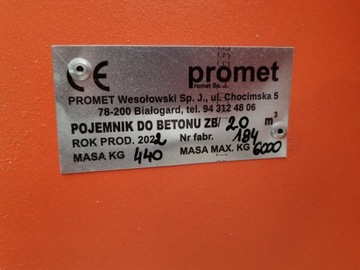 CE promet
Promet Sp. J.
PROMET Wesołowski Sp. J., ul. Chocimska 5
78-200 Białogard, tel. 94 312 48 06
POJEMNIK DO BETONU ZB/ 2.0 m³
ROK PROD. 2022 Nr fabr. 184
MASA KG 440 MASA MAX. KG 6000